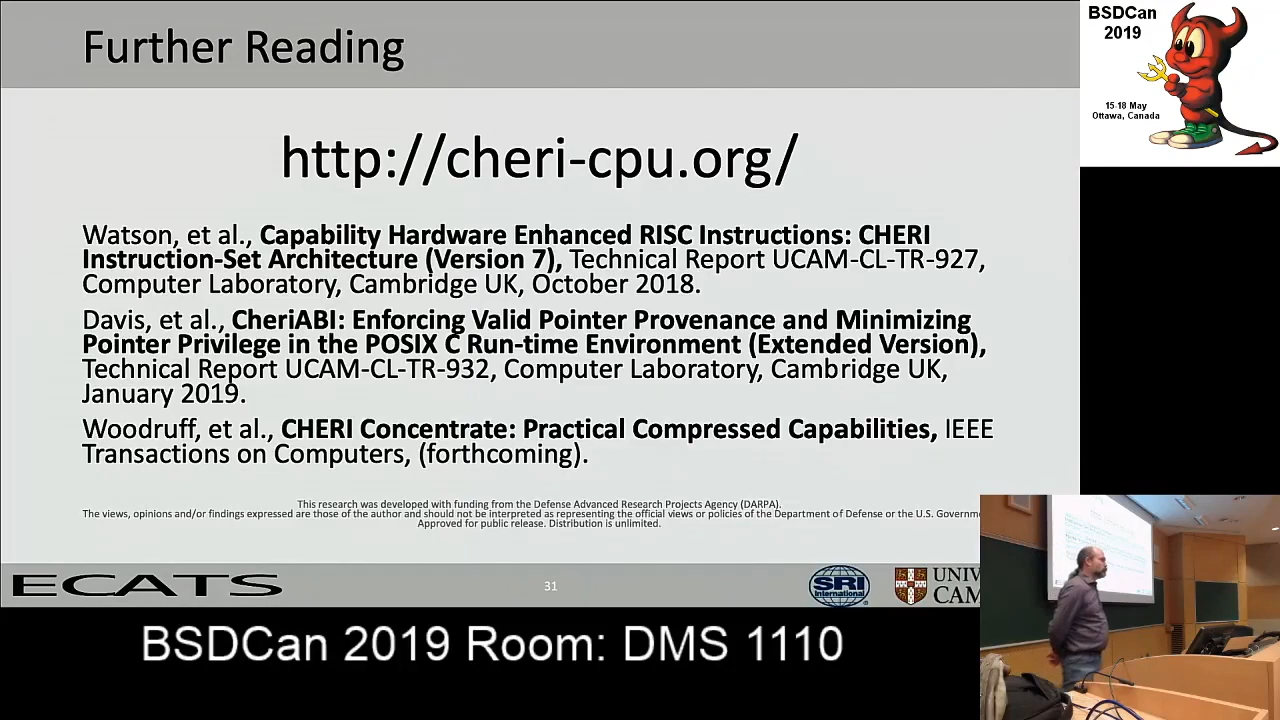 Further Reading
http://cheri-cpu.org/
Watson, et al., Capability Hardware Enhanced RISC Instructions: CHERI
Instruction-Set Architecture (Version 7), Technical Report UCAM-CL-TR-927,
Computer Laboratory, Cambridge UK, October 2018.
Davis, et al., CheriABI: Enforcing Valid Pointer Provenance and Minimizing
Pointer Privilege in the POSIX C Run-time Environment (Extended Version),
Technical Report UCAM-CL-TR-932, Computer Laboratory, Cambridge UK,
January 2019.
Woodruff, et al., CHERI Concentrate: Practical Compressed Capabilities, IEEE
Transactions on Computers, (forthcoming).
This research was developed with funding from the Defense Advanced Research Projects Agency (DARPA).
The views, opinions and/or findings expressed are those of the author and should not be interpreted as representing the official views or policies of the Department of Defense or the U.S. Governme
Approved for public release. Distribution is unlimited.
ECATS
31
SRI
International
UNIV
CAM
BSDCan
2019
15-18 May
Ottawa, Canada
BSDCan 2019 Room: DMS 1110